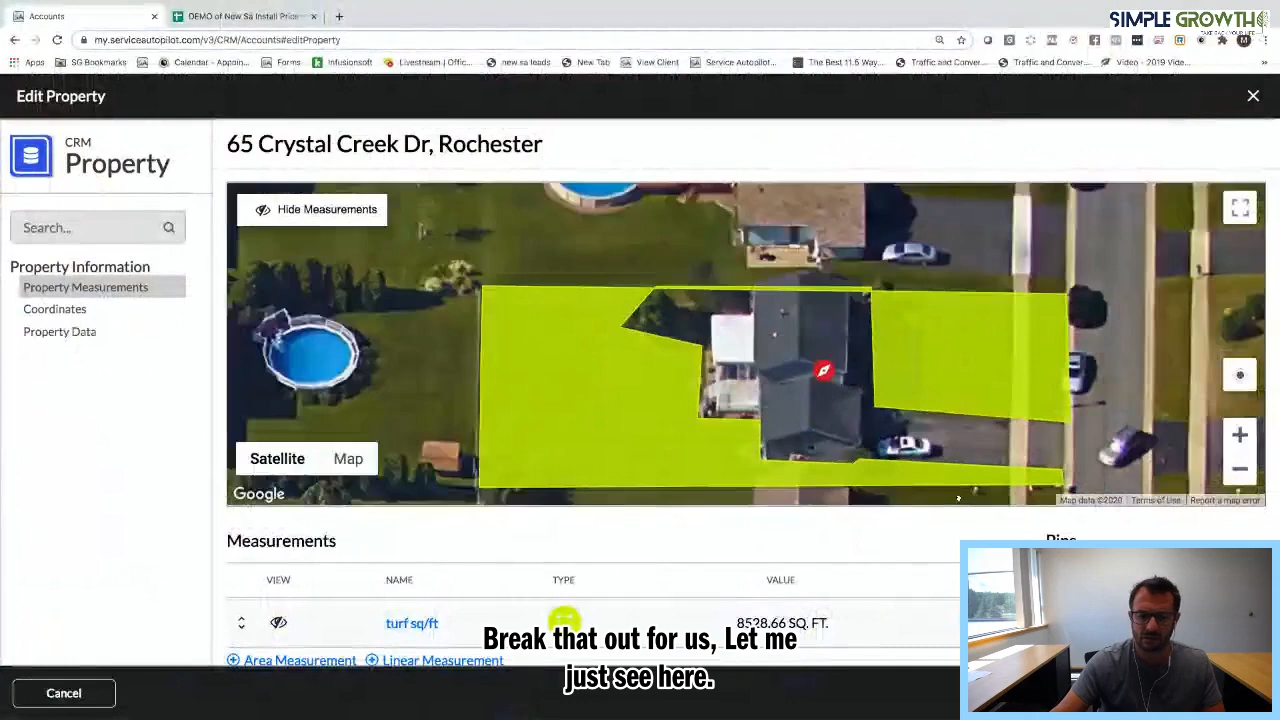 Accounts
DEMO of New Sa Install Price
SIMPLE GROWTH
TAKE BACK YOUR LIFE
my.serviceautopilot.com/v3/CRM/Accounts#editProperty
M
Apps
SG Bookmarks
Calendar - Appoin...
Forms
Infusionsoft
Livestream | Offic...
new sa leads
New Tab
View Client
Service Autopilot...
The Best 11.5 Way...
Traffic and Conver...
Traffic and Conver...
Video - 2019 Vide...
Edit Property
CRM
Property
65 Crystal Creek Dr, Rochester
Search...
Hide Measurements
Property Information
Property Measurements
Coordinates
Property Data
Satellite
Map
Google
Map data ©2020
Terms of Use
Report a map error
Measurements
VIEW
NAME
TYPE
VALUE
turf sq/ft
8528.66 SQ. FT.
Area Measurement
Linear Measurement
Break that out for us, Let me
just see here.
Cancel